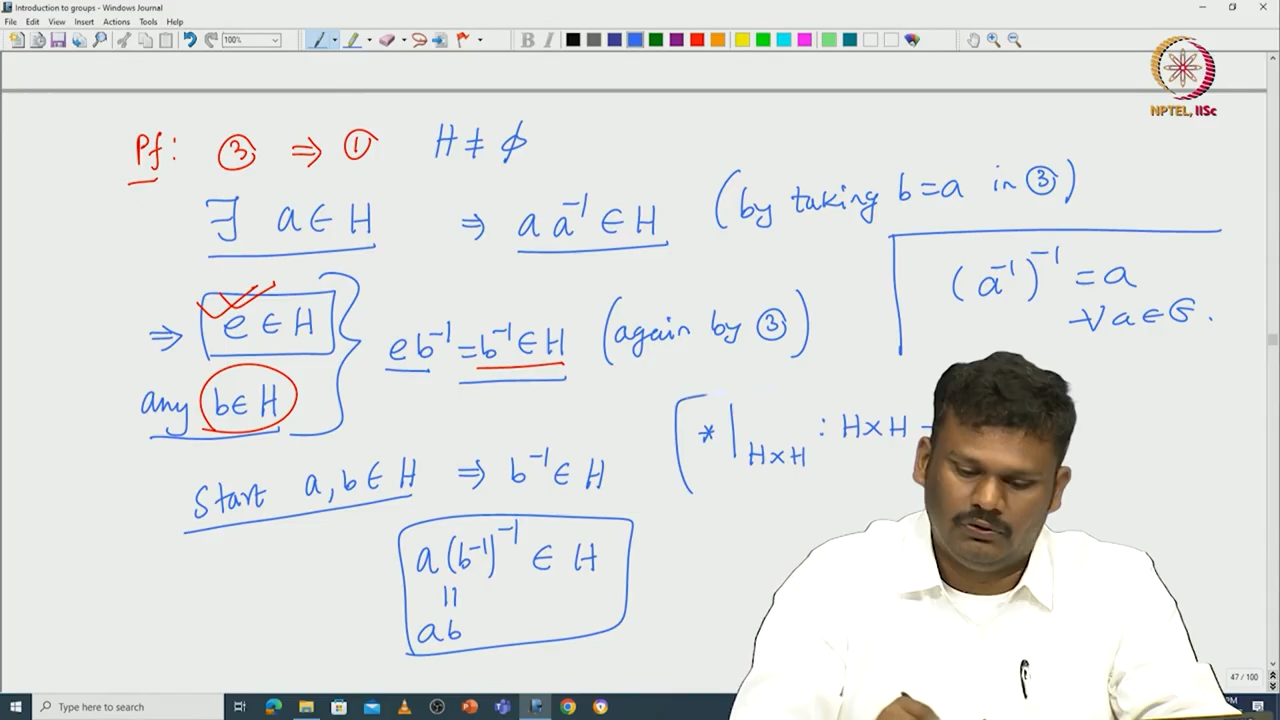 Introduction to groups - Windows Journal
File Edit View Insert Actions Tools Help
100%
B I
NPTEL, IISc
Pf: ③ ⇒ ① H ≠ ϕ
∃ a ∈ H ⇒ a a⁻¹ ∈ H (by taking b = a in ③)
(a⁻¹)⁻¹ = a
∀ a ∈ G.
⇒ e ∈ H
e b⁻¹ = b⁻¹ ∈ H (again by ③)
any b ∈ H
* | H×H : H×H
Start a, b ∈ H ⇒ b⁻¹ ∈ H
a (b-1)⁻¹ ∈ H
||
ab
47 / 100
Type here to search